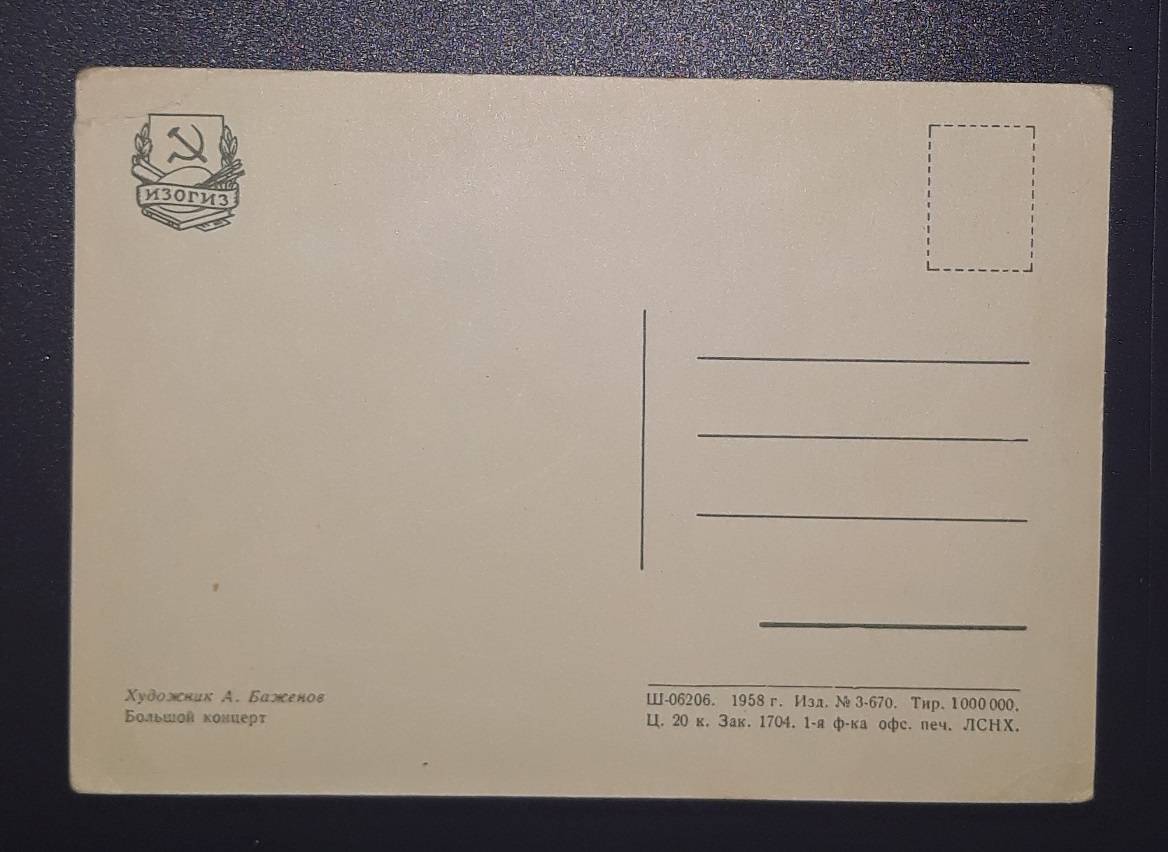 ИЗОГИЗ
Художник А. Баженов
Большой концерт
Ш-06206. 1958 г. Изд. № 3-670. Тир. 1000000.
Ц. 20 к. Зак. 1704. 1-я ф-ка офс. печ. ЛСНХ.